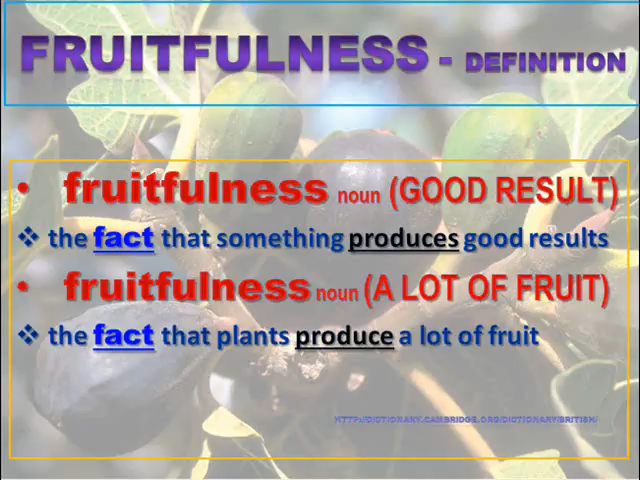 FRUITFULNESS - DEFINITION
• fruitfulness noun (GOOD RESULT)
❖ the fact that something produces good results
• fruitfulness noun (A LOT OF FRUIT)
❖ the fact that plants produce a lot of fruit
HTTP://DICTIONARY.CAMBRIDGE.ORG/DICTIONARY/BRITISH/